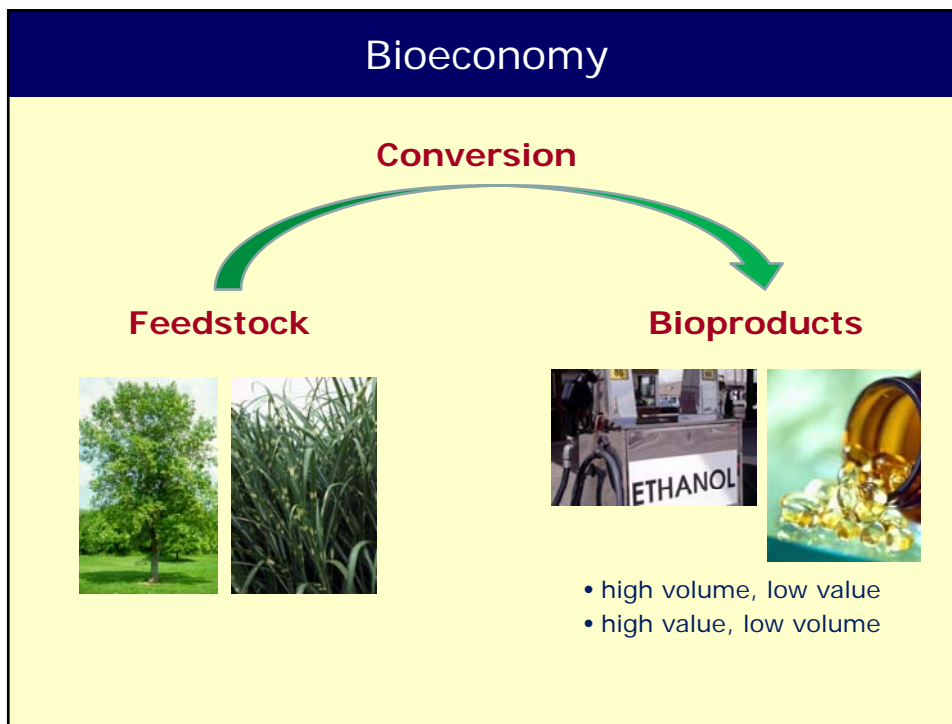 Bioeconomy
Conversion
Feedstock
Bioproducts
ETHANOL
• high volume, low value
• high value, low volume